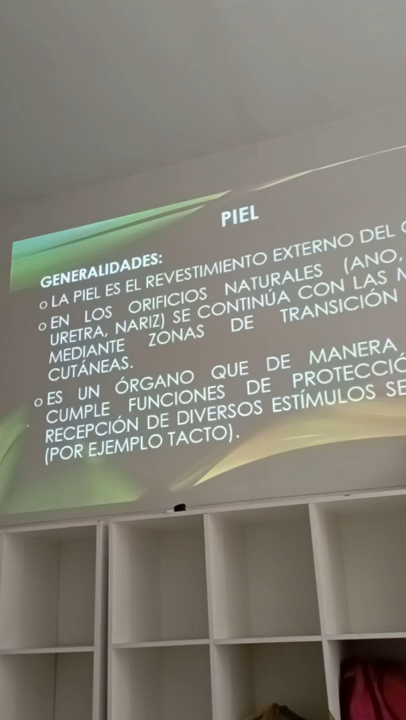 PIEL
GENERALIDADES:
o LA PIEL ES EL REVESTIMIENTO EXTERNO DEL
o EN LOS ORIFICIOS NATURALES (ANO,
URETRA, NARIZ) SE CONTINÚA CON LAS
MEDIANTE ZONAS DE TRANSICIÓN
CUTÁNEAS.
o ES UN ÓRGANO QUE DE MANERA
CUMPLE FUNCIONES DE PROTECCIÓ
RECEPCIÓN DE DIVERSOS ESTÍMULOS SE
(POR EJEMPLO TACTO).